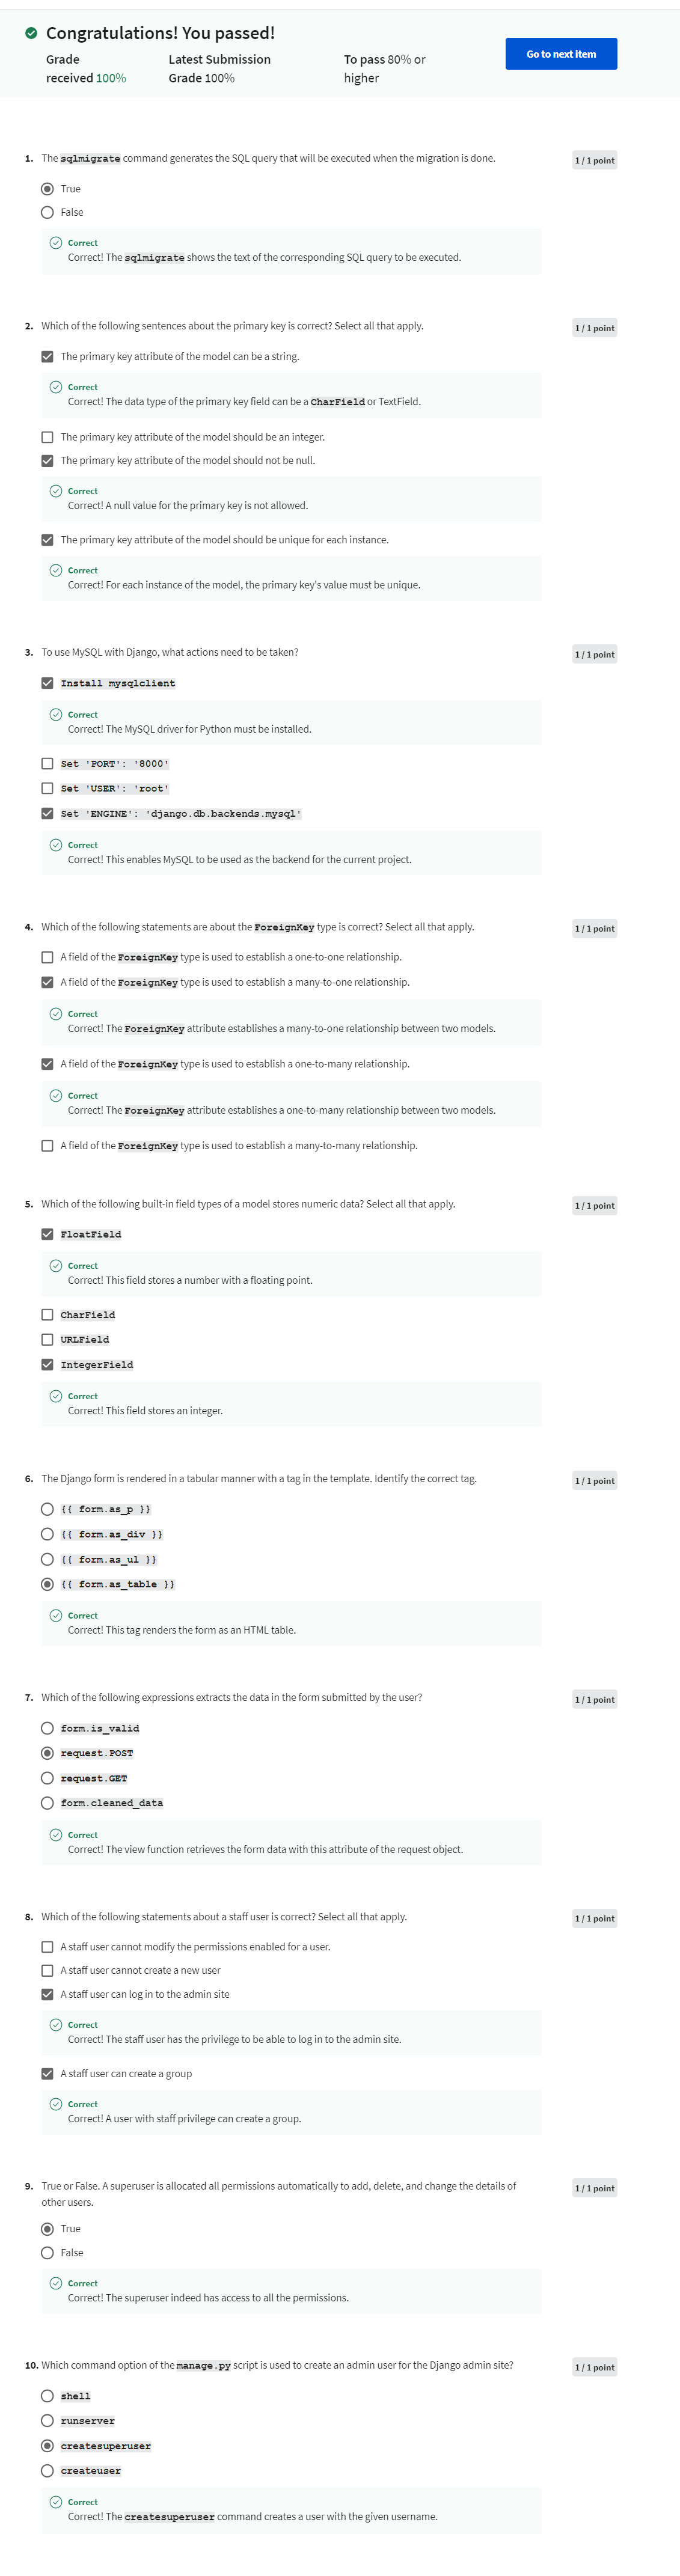 Congratulations! You passed!
Grade
received 100%
Latest Submission
Grade 100%
To pass 80% or
higher
Go to next item
1. The sqlmigrate command generates the SQL query that will be executed when the migration is done.
1 / 1 point
True
False
Correct
Correct! The sqlmigrate shows the text of the corresponding SQL query to be executed.
2. Which of the following sentences about the primary key is correct? Select all that apply.
1 / 1 point
The primary key attribute of the model can be a string.
Correct
Correct! The data type of the primary key field can be a CharField or TextField.
The primary key attribute of the model should be an integer.
The primary key attribute of the model should not be null.
Correct
Correct! A null value for the primary key is not allowed.
The primary key attribute of the model should be unique for each instance.
Correct
Correct! For each instance of the model, the primary key's value must be unique.
3. To use MySQL with Django, what actions need to be taken?
1 / 1 point
Install mysqlclient
Correct
Correct! The MySQL driver for Python must be installed.
Set 'PORT': '8000'
Set 'USER': 'root'
Set 'ENGINE': 'django.db.backends.mysql'
Correct
Correct! This enables MySQL to be used as the backend for the current project.
4. Which of the following statements are about the ForeignKey type is correct? Select all that apply.
1 / 1 point
A field of the ForeignKey type is used to establish a one-to-one relationship.
A field of the ForeignKey type is used to establish a many-to-one relationship.
Correct
Correct! The ForeignKey attribute establishes a many-to-one relationship between two models.
A field of the ForeignKey type is used to establish a one-to-many relationship.
Correct
Correct! The ForeignKey attribute establishes a one-to-many relationship between two models.
A field of the ForeignKey type is used to establish a many-to-many relationship.
5. Which of the following built-in field types of a model stores numeric data? Select all that apply.
1 / 1 point
FloatField
Correct
Correct! This field stores a number with a floating point.
CharField
URLField
IntegerField
Correct
Correct! This field stores an integer.
6. The Django form is rendered in a tabular manner with a tag in the template. Identify the correct tag.
1 / 1 point
{{ form.as_p }}
{{ form.as_div }}
{{ form.as_ul }}
{{ form.as_table }}
Correct
Correct! This tag renders the form as an HTML table.
7. Which of the following expressions extracts the data in the form submitted by the user?
1 / 1 point
form.is_valid
request.POST
request.GET
form.cleaned_data
Correct
Correct! The view function retrieves the form data with this attribute of the request object.
8. Which of the following statements about a staff user is correct? Select all that apply.
1 / 1 point
A staff user cannot modify the permissions enabled for a user.
A staff user cannot create a new user
A staff user can log in to the admin site
Correct
Correct! The staff user has the privilege to be able to log in to the admin site.
A staff user can create a group
Correct
Correct! A user with staff privilege can create a group.
9. True or False. A superuser is allocated all permissions automatically to add, delete, and change the details of
other users.
1 / 1 point
True
False
Correct
Correct! The superuser indeed has access to all the permissions.
10. Which command option of the manage.py script is used to create an admin user for the Django admin site?
1 / 1 point
shell
runserver
createsuperuser
createuser
Correct
Correct! The createsuperuser command creates a user with the given username.